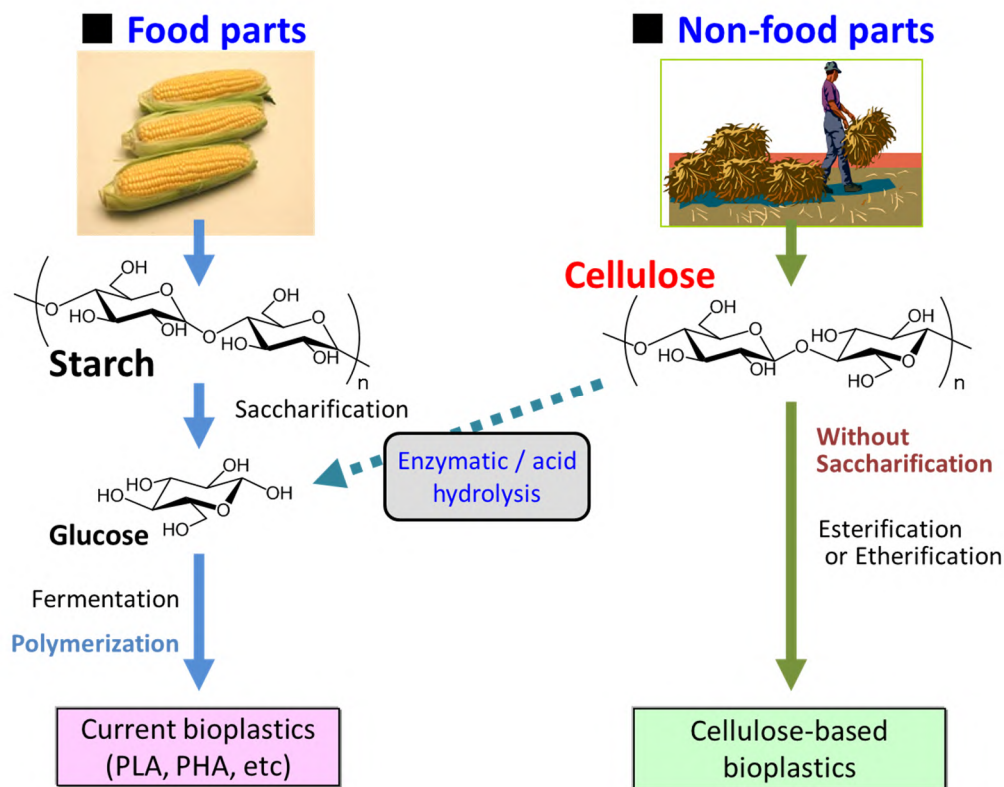 ■ Food parts
■ Non-food parts
OH
O
O
HO
OH
O
OH
O
HO
OH
n
Starch
Saccharification
OH
HO
OH
HO
O
HO
Glucose
Fermentation
Polymerization
Current bioplastics
(PLA, PHA, etc)
Enzymatic / acid
hydrolysis
Cellulose
OH
O
O
HO
OH
O
HO
OH
O
HO
n
Without
Saccharification
Esterification
or Etherification
Cellulose-based
bioplastics